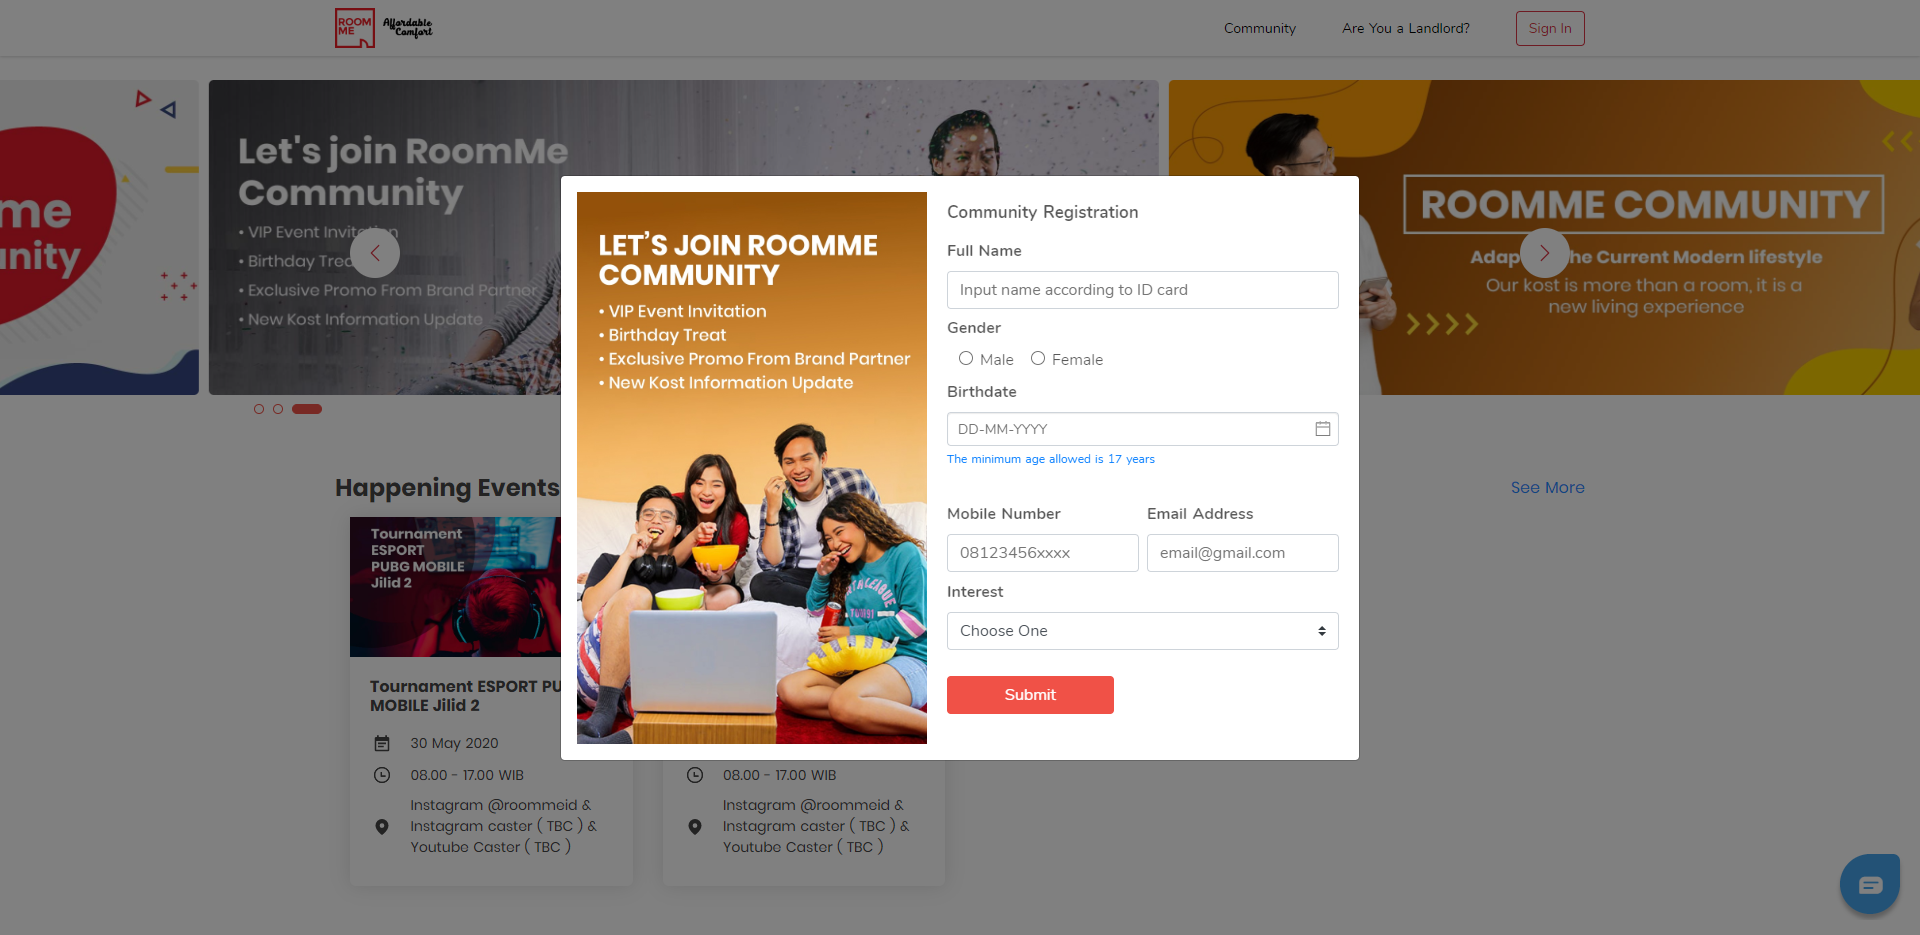 ROOM
ME
Affordable
Comfort
Community
Are You a Landlord?
Sign In
me
nity
Let's join RoomMe
Community
• VIP Event Invitation
• Birthday Trea
• Exclusive Promo From Brand Partner
• New Kost Information Update
ROOMME COMMUNITY
Adap he Current Modern lifestyle
Our kost is more than a room, it is a
new living experience
LET'S JOIN ROOMME
COMMUNITY
• VIP Event Invitation
• Birthday Treat
• Exclusive Promo From Brand Partner
• New Kost Information Update
Community Registration
Full Name
Input name according to ID card
Gender
Male Female
Birthdate
DD-MM-YYYY
The minimum age allowed is 17 years
Mobile Number
Email Address
08123456xxxx
email@gmail.com
Interest
Choose One
Submit
Happening Events
See More
Tournament
ESPORT
PUBG MOBILE
Jilid 2
Tournament ESPORT PU
MOBILE Jilid 2
30 May 2020
08.00 - 17.00 WIB
Instagram @roommeid &
Instagram caster ( TBC ) &
Youtube Caster ( TBC )
08.00 - 17.00 WIB
Instagram @roommeid &
Instagram caster ( TBC ) &
Youtube Caster ( TBC )